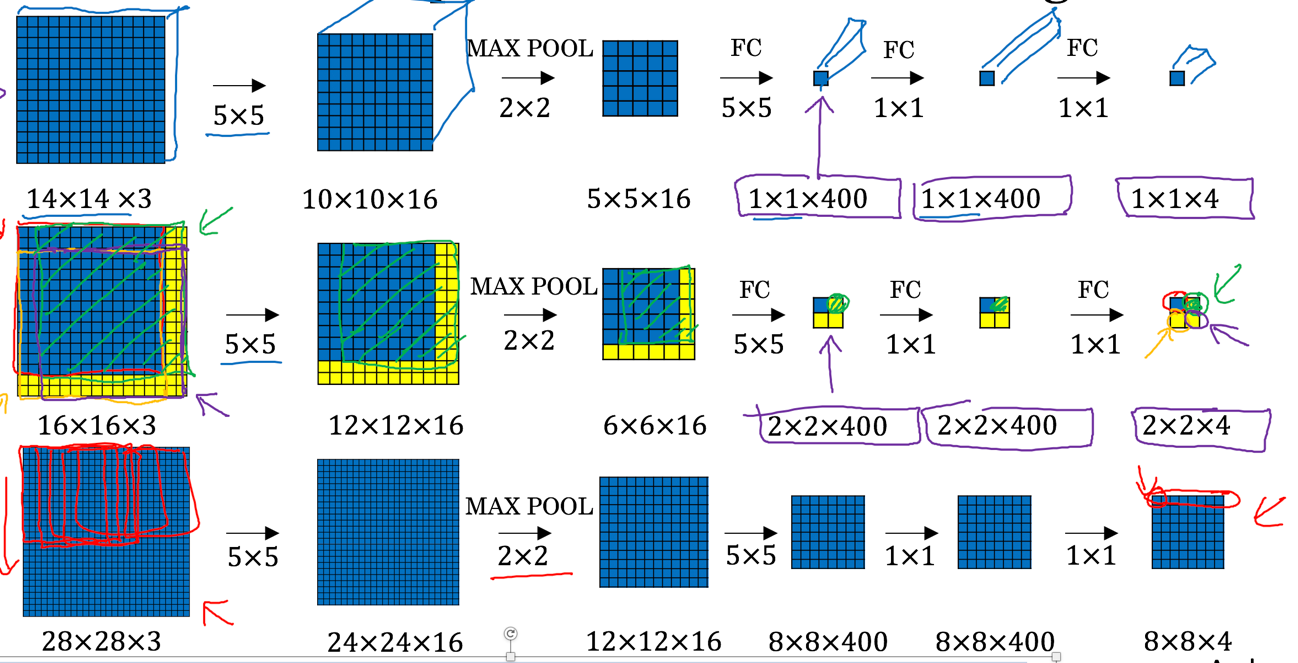 MAX POOL FC FC FC
5×5 2×2 5×5 1×1 1×1
14×14 ×3 10×10×16 5×5×16 1×1×400 1×1×400 1×1×4
MAX POOL FC FC FC
5×5 2×2 5×5 1×1 1×1
16×16×3 12×12×16 6×6×16 2×2×400 2×2×400 2×2×4
MAX POOL
5×5 2×2 5×5 1×1 1×1
28×28×3 24×24×16 12×12×16 8×8×400 8×8×400 8×8×4